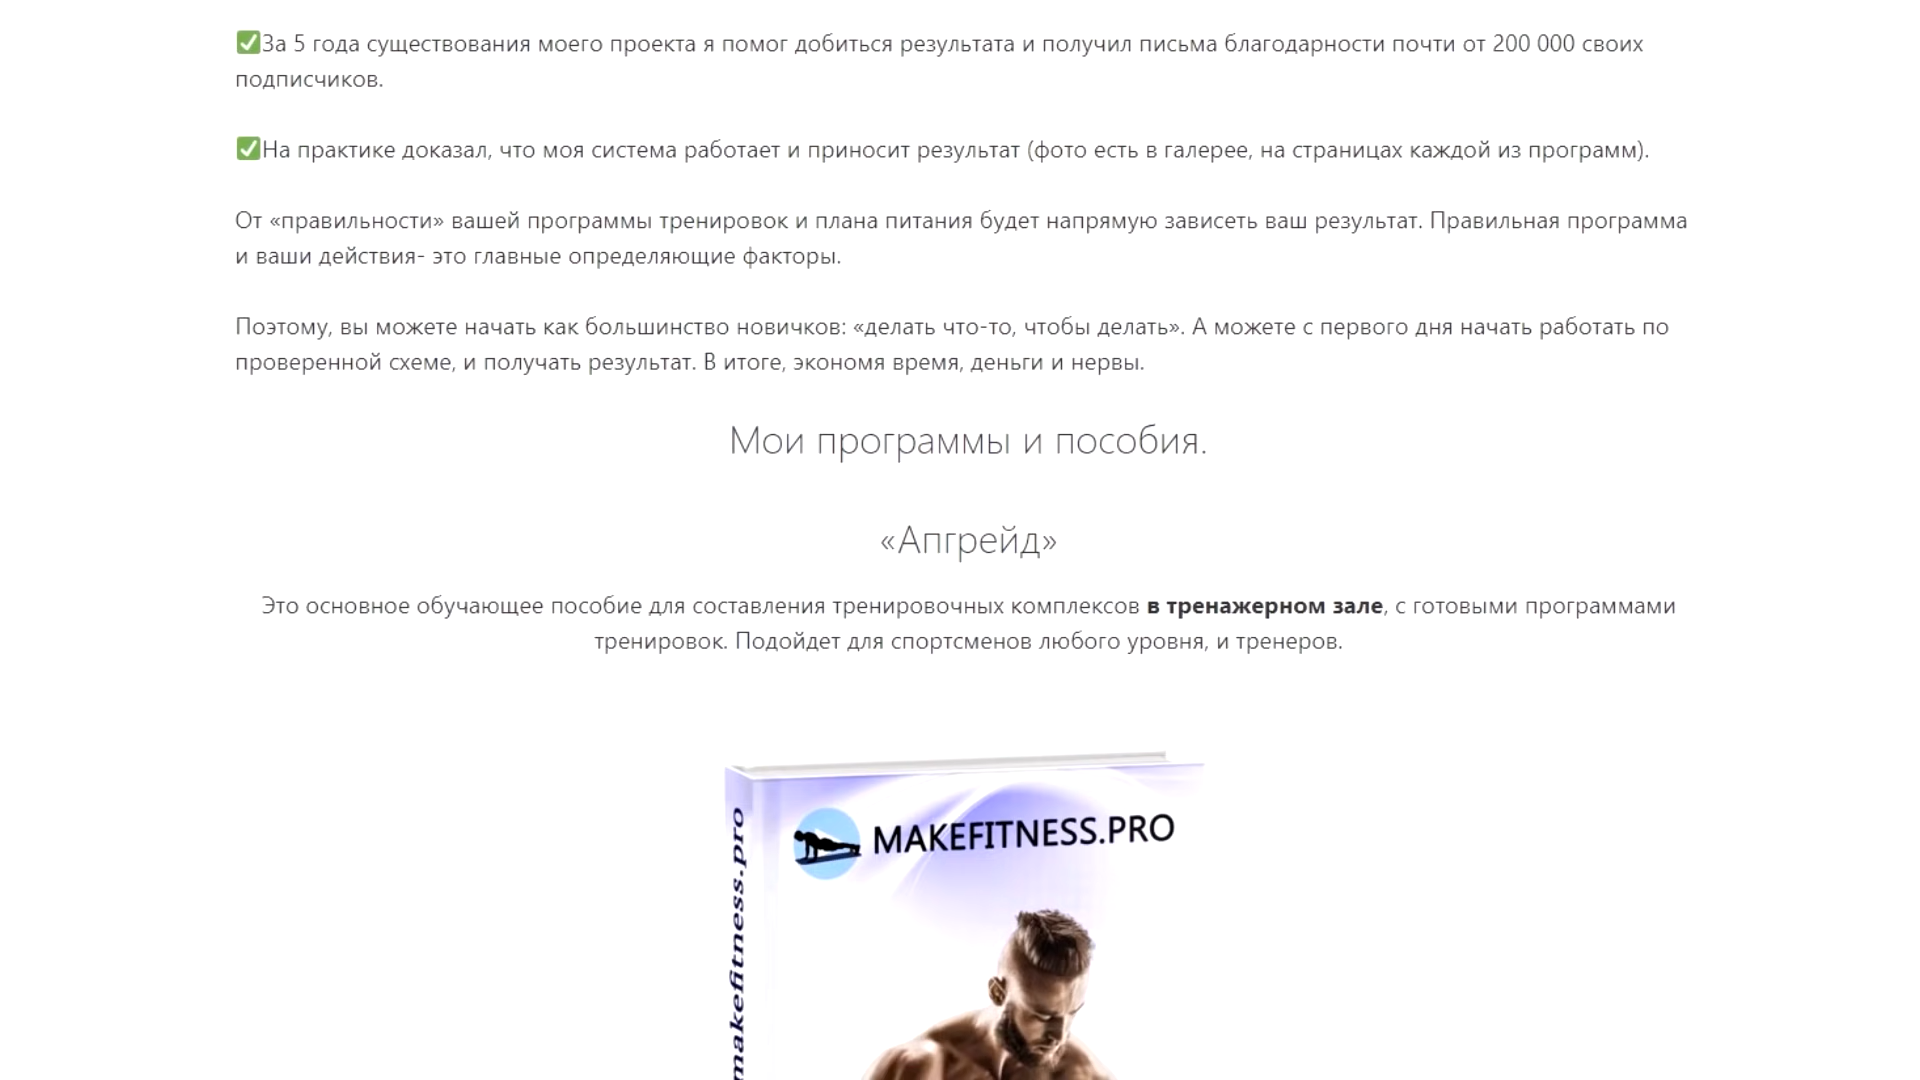 ✅За 5 года существования моего проекта я помог добиться результата и получил письма благодарности почти от 200 000 своих
подписчиков.
✅На практике доказал, что моя система работает и приносит результат (фото есть в галерее, на страницах каждой из программ).
От «правильности» вашей программы тренировок и плана питания будет напрямую зависеть ваш результат. Правильная программа
и ваши действия- это главные определяющие факторы.
Поэтому, вы можете начать как большинство новичков: «делать что-то, чтобы делать». А можете с первого дня начать работать по
проверенной схеме, и получать результат. В итоге, экономя время, деньги и нервы.
Мои программы и пособия.
«Апгрейд»
Это основное обучающее пособие для составления тренировочных комплексов в тренажерном зале, с готовыми программами
тренировок. Подойдет для спортсменов любого уровня, и тренеров.
MAKEFITNESS.PRO
makefitness.pro